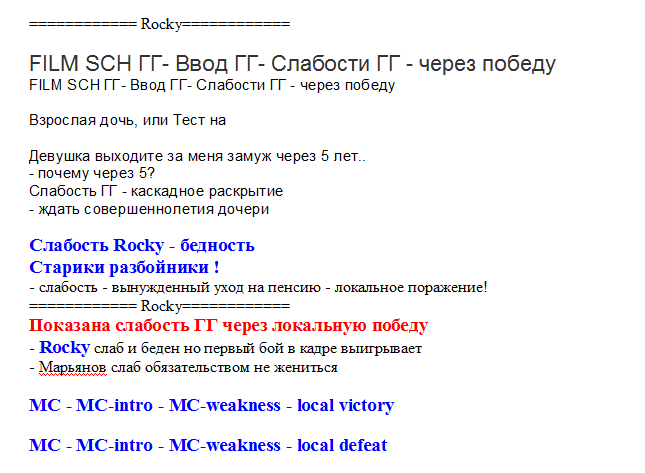 ============ Rocky============
FILM SCH ГГ- Ввод ГГ- Слабости ГГ - через победу
FILM SCH ГГ- Ввод ГГ- Слабости ГГ - через победу
Взрослая дочь, или Тест на
Девушка выходите за меня замуж через 5 лет..
- почему через 5?
Слабость ГГ - каскадное раскрытие
- ждать совершеннолетия дочери
Слабость Rocky - бедность
Старики разбойники !
- слабость - вынужденный уход на пенсию - локальное поражение!
============ Rocky============
Показана слабость ГГ через локальную победу
- Rocky слаб и беден но первый бой в кадре выигрывает
- Марьянов слаб обязательством не жениться
MC - MC-intro - MC-weakness - local victory
MC - MC-intro - MC-weakness - local defeat